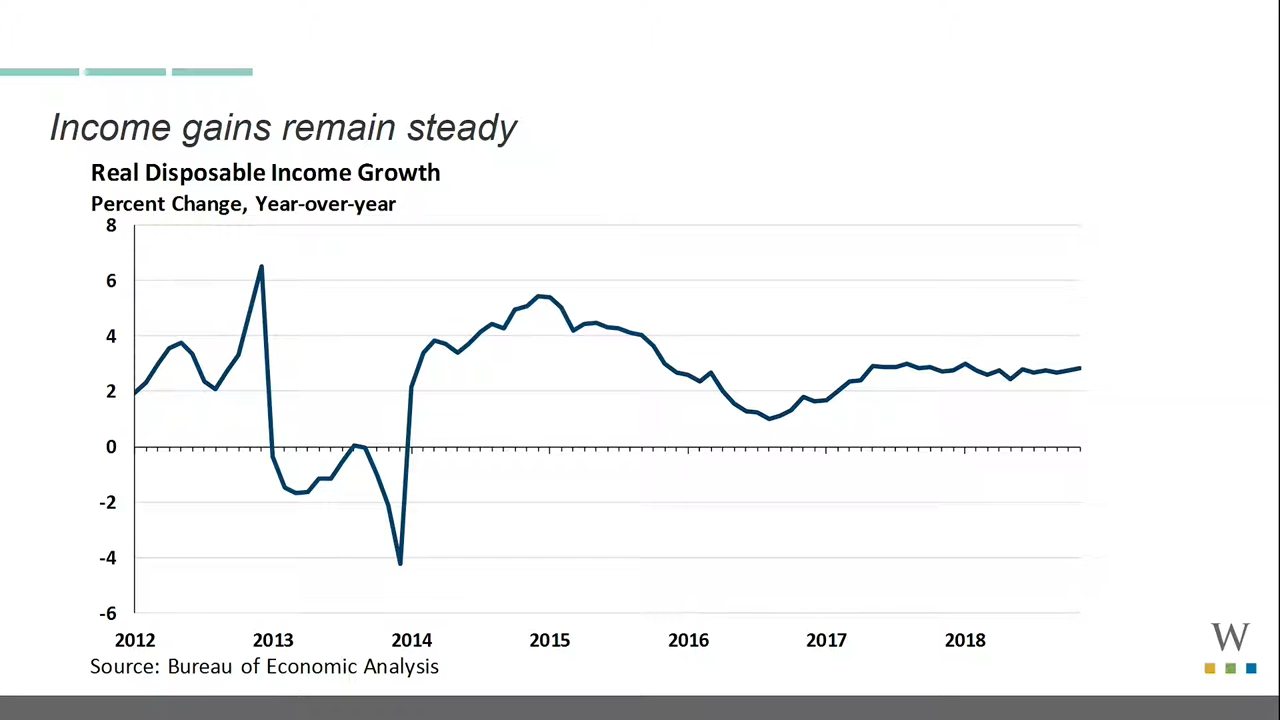 Income gains remain steady
Real Disposable Income Growth
Percent Change, Year-over-year
8
6
4
2
0
-2
-4
-6
2012 2013 2014 2015 2016 2017 2018
Source: Bureau of Economic Analysis
W